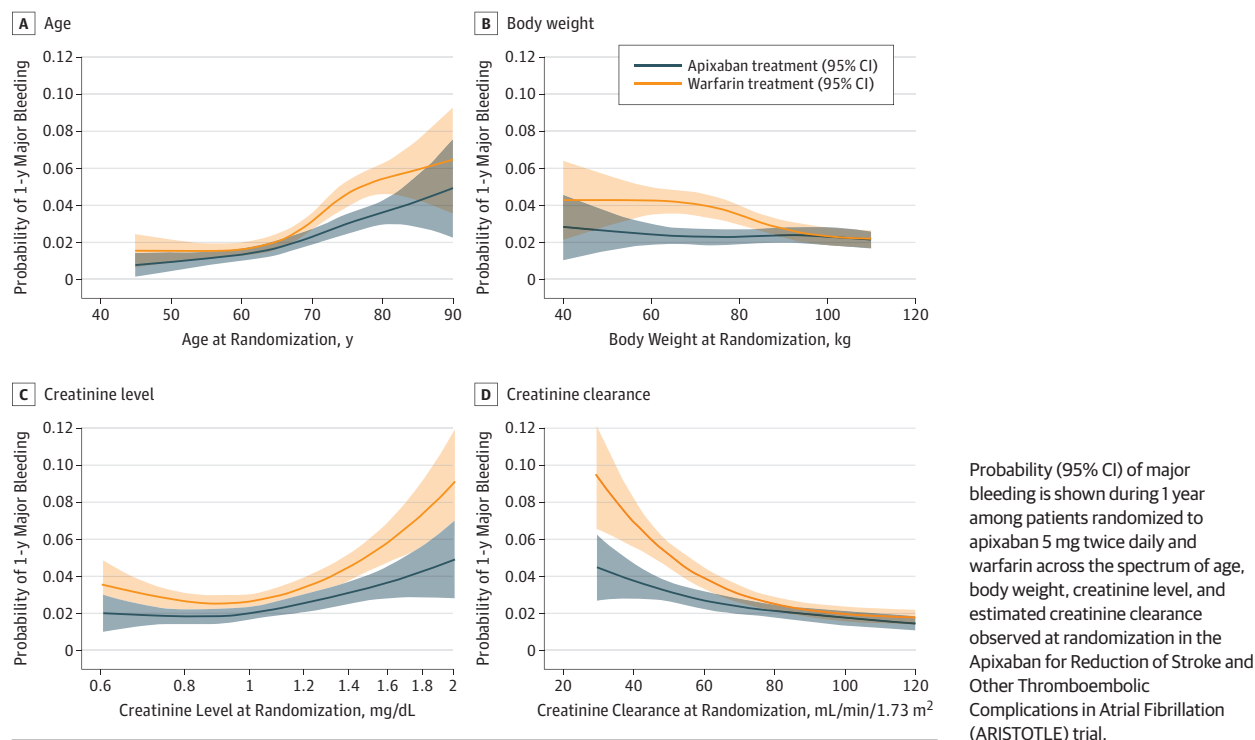 A Age
0.12
0.10
0.08
0.06
0.04
0.02
0
Probability of 1-y Major Bleeding
40 50 60 70 80 90
Age at Randomization, y
B Body weight
Apixaban treatment (95% CI)
Warfarin treatment (95% CI)
0.12
0.10
0.08
0.06
0.04
0.02
0
Probability of 1-y Major Bleeding
40 60 80 100 120
Body Weight at Randomization, kg
C Creatinine level
0.12
0.10
0.08
0.06
0.04
0.02
0
Probability of 1-y Major Bleeding
0.6 0.8 1 1.2 1.4 1.6 1.8 2
Creatinine Level at Randomization, mg/dL
D Creatinine clearance
0.12
0.10
0.08
0.06
0.04
0.02
0
Probability of 1-y Major Bleeding
20 40 60 80 100 120
Creatinine Clearance at Randomization, mL/min/1.73 m²
Probability (95% CI) of major
bleeding is shown during 1 year
among patients randomized to
apixaban 5 mg twice daily and
warfarin across the spectrum of age,
body weight, creatinine level, and
estimated creatinine clearance
observed at randomization in the
Apixaban for Reduction of Stroke and
Other Thromboembolic
Complications in Atrial Fibrillation
(ARISTOTLE) trial.